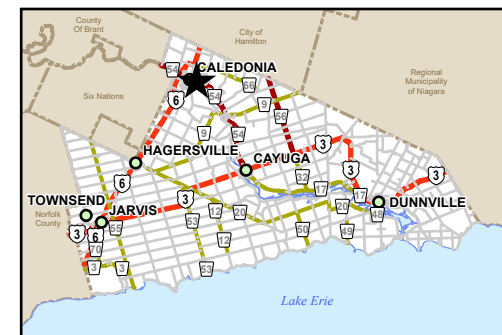 County
Of Brant
City of
Hamilton
Regional
Municipality
of Niagara
Six Nations
Norfolk
County
CALEDONIA
HAGERSVILLE
CAYUGA
TOWNSEND
JARVIS
DUNNVILLE
Lake Erie
54
6
54
66
9
56
9
54
6
3
3
3
32
17
17
3
20
48
53
12
20
12
50
49
3
6
55
70
3
3
53